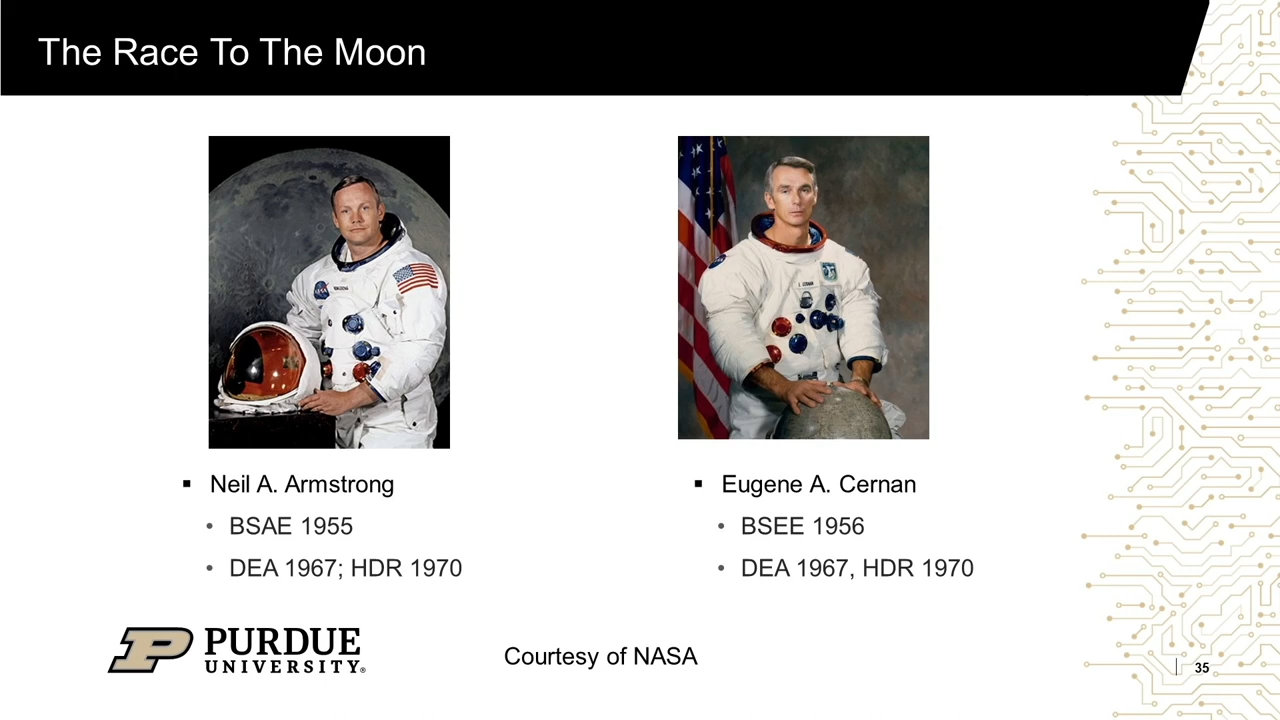 The Race To The Moon
Neil A. Armstrong
BSAE 1955
DEA 1967; HDR 1970
Eugene A. Cernan
BSEE 1956
DEA 1967, HDR 1970
PURDUE
UNIVERSITY®
Courtesy of NASA
35